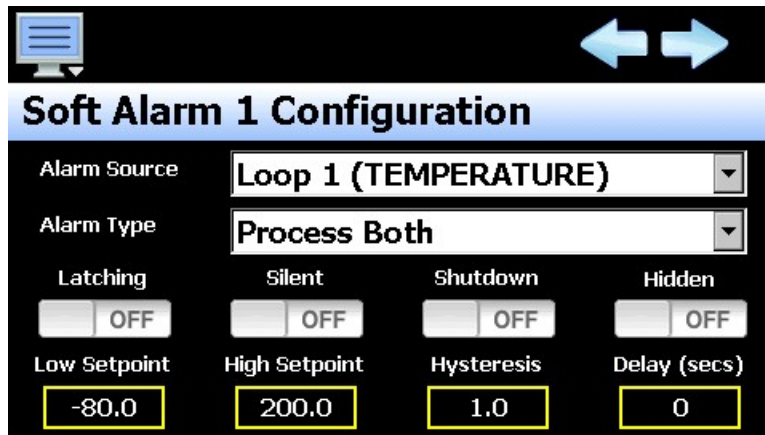 Soft Alarm 1 Configuration
Alarm Source Loop 1 (TEMPERATURE)
Alarm Type Process Both
Latching Silent Shutdown Hidden
OFF OFF OFF OFF
Low Setpoint High Setpoint Hysteresis Delay (secs)
-80.0 200.0 1.0 0